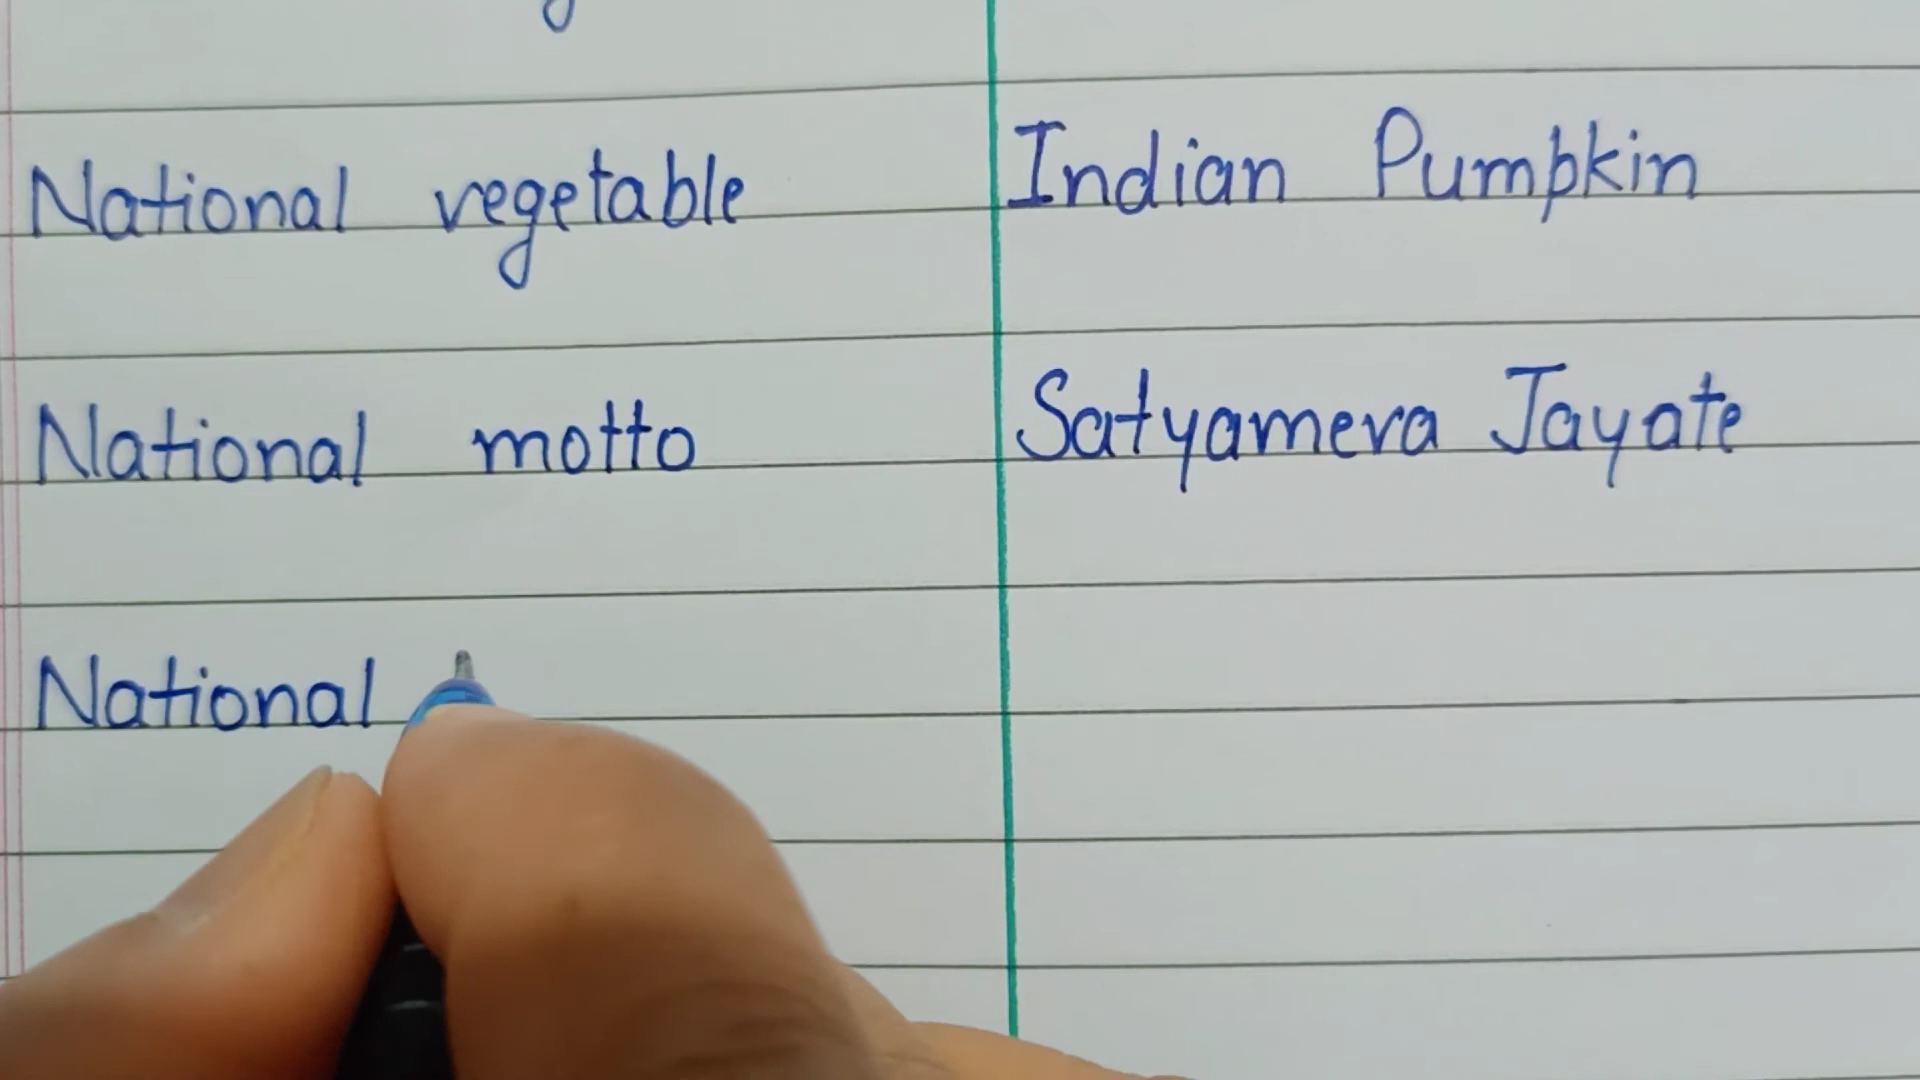 National vegetable Indian Pumpkin
National motto Satyameva Jayate
National